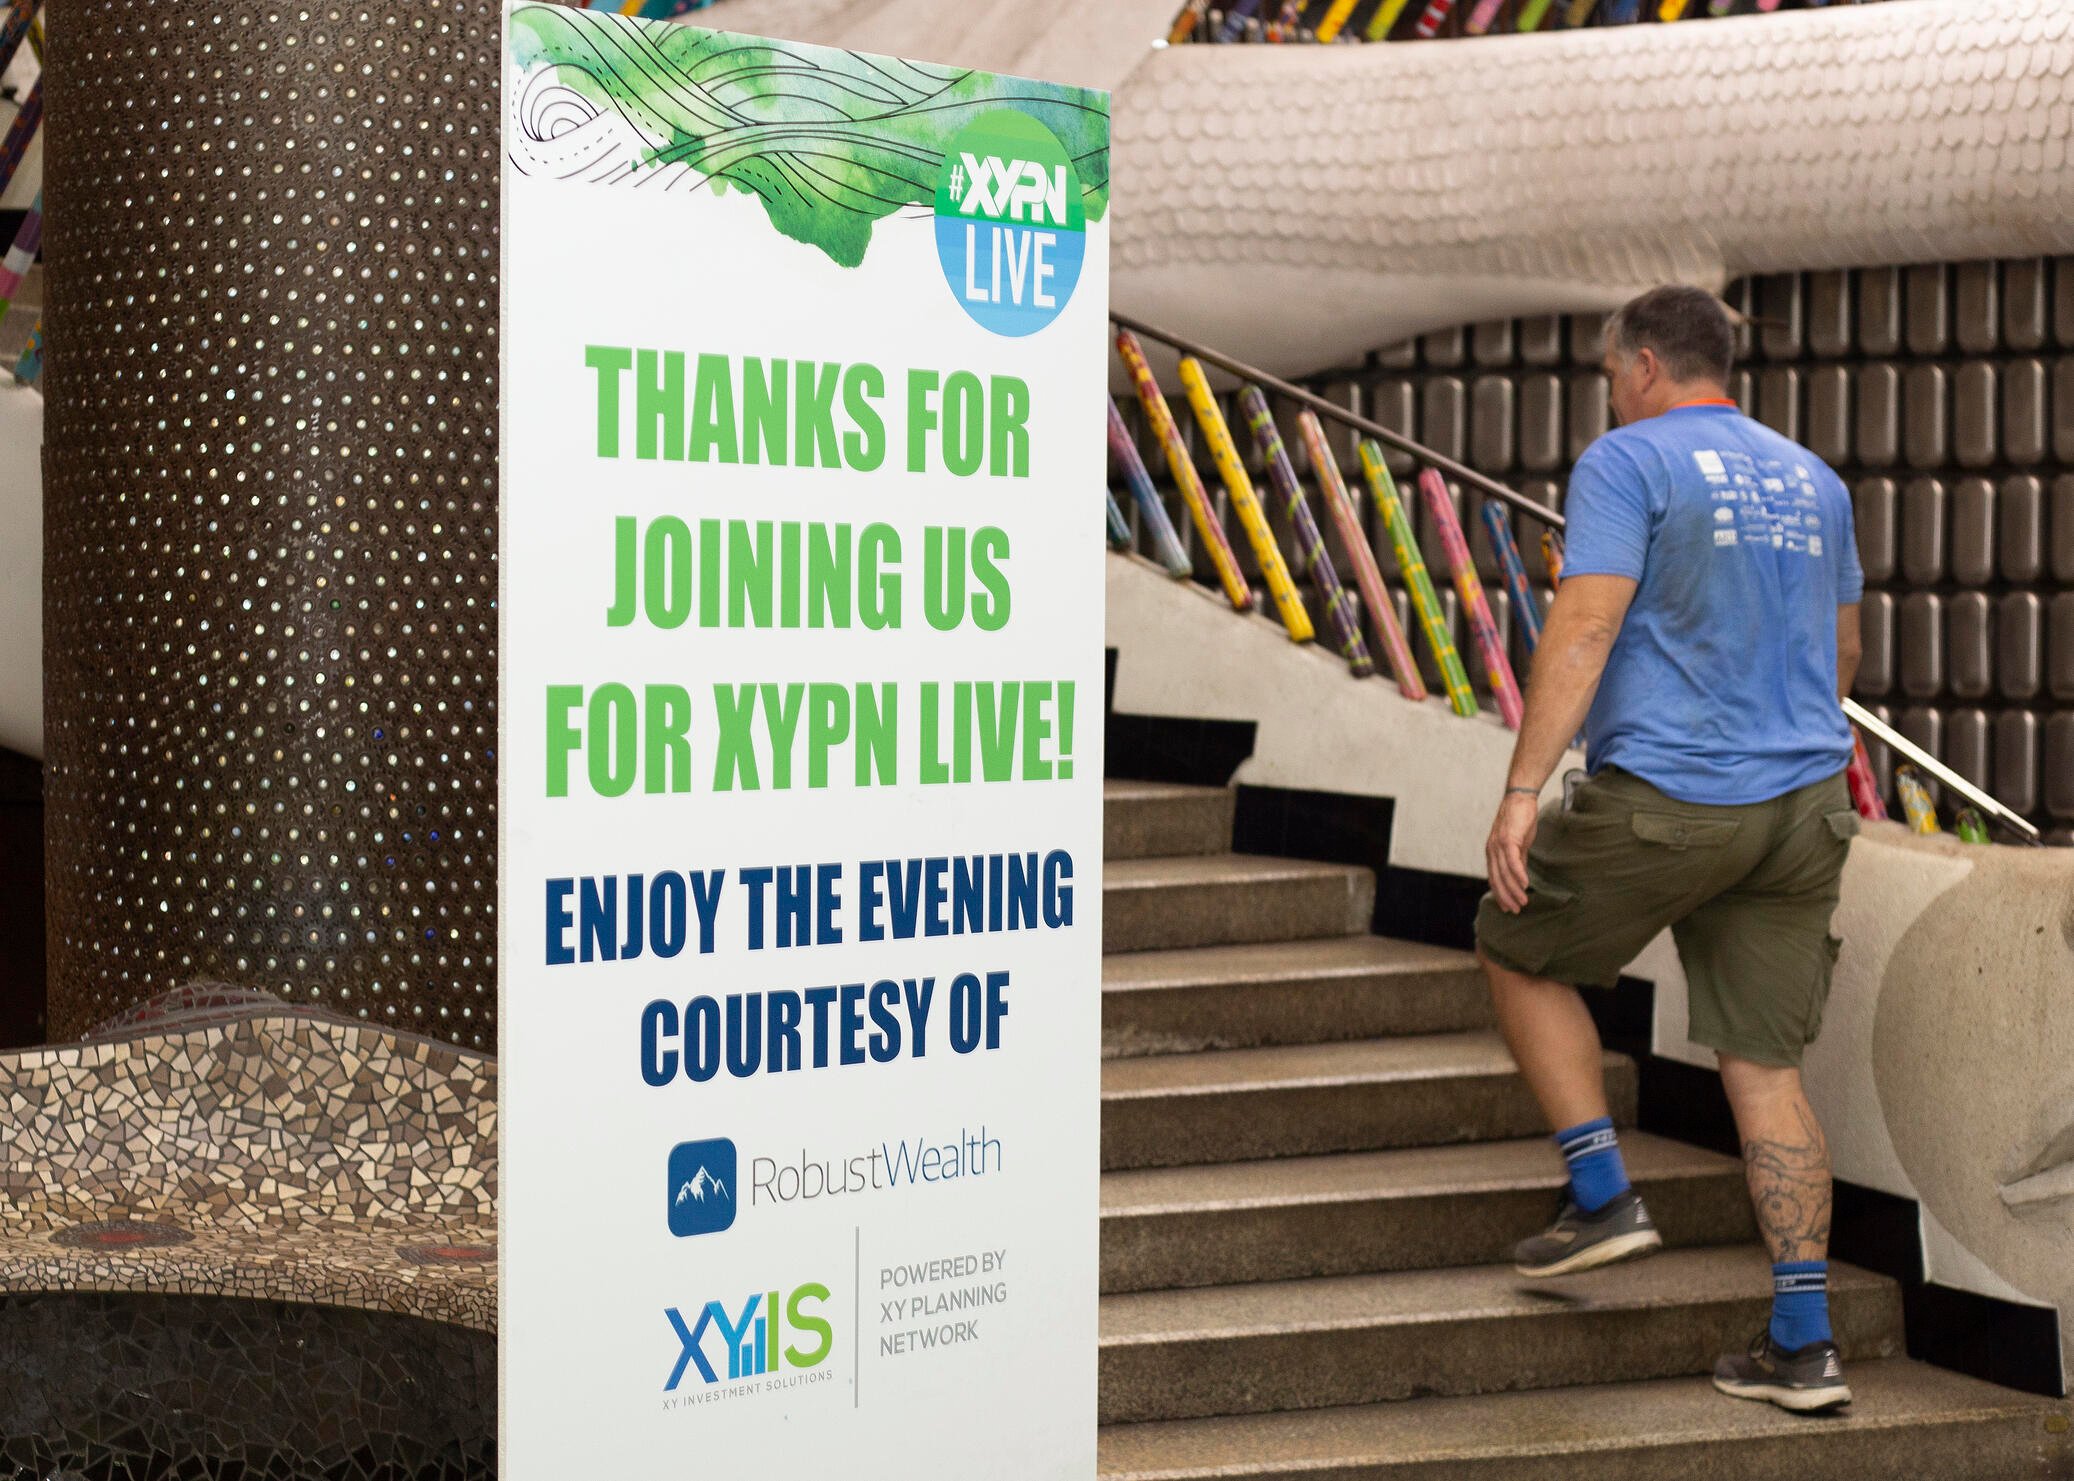 #XYPN
LIVE
THANKS FOR
JOINING US
FOR XYPN LIVE!
ENJOY THE EVENING
COURTESY OF
RobustWealth
XYIS
XY INVESTMENT SOLUTIONS
POWERED BY
XY PLANNING
NETWORK